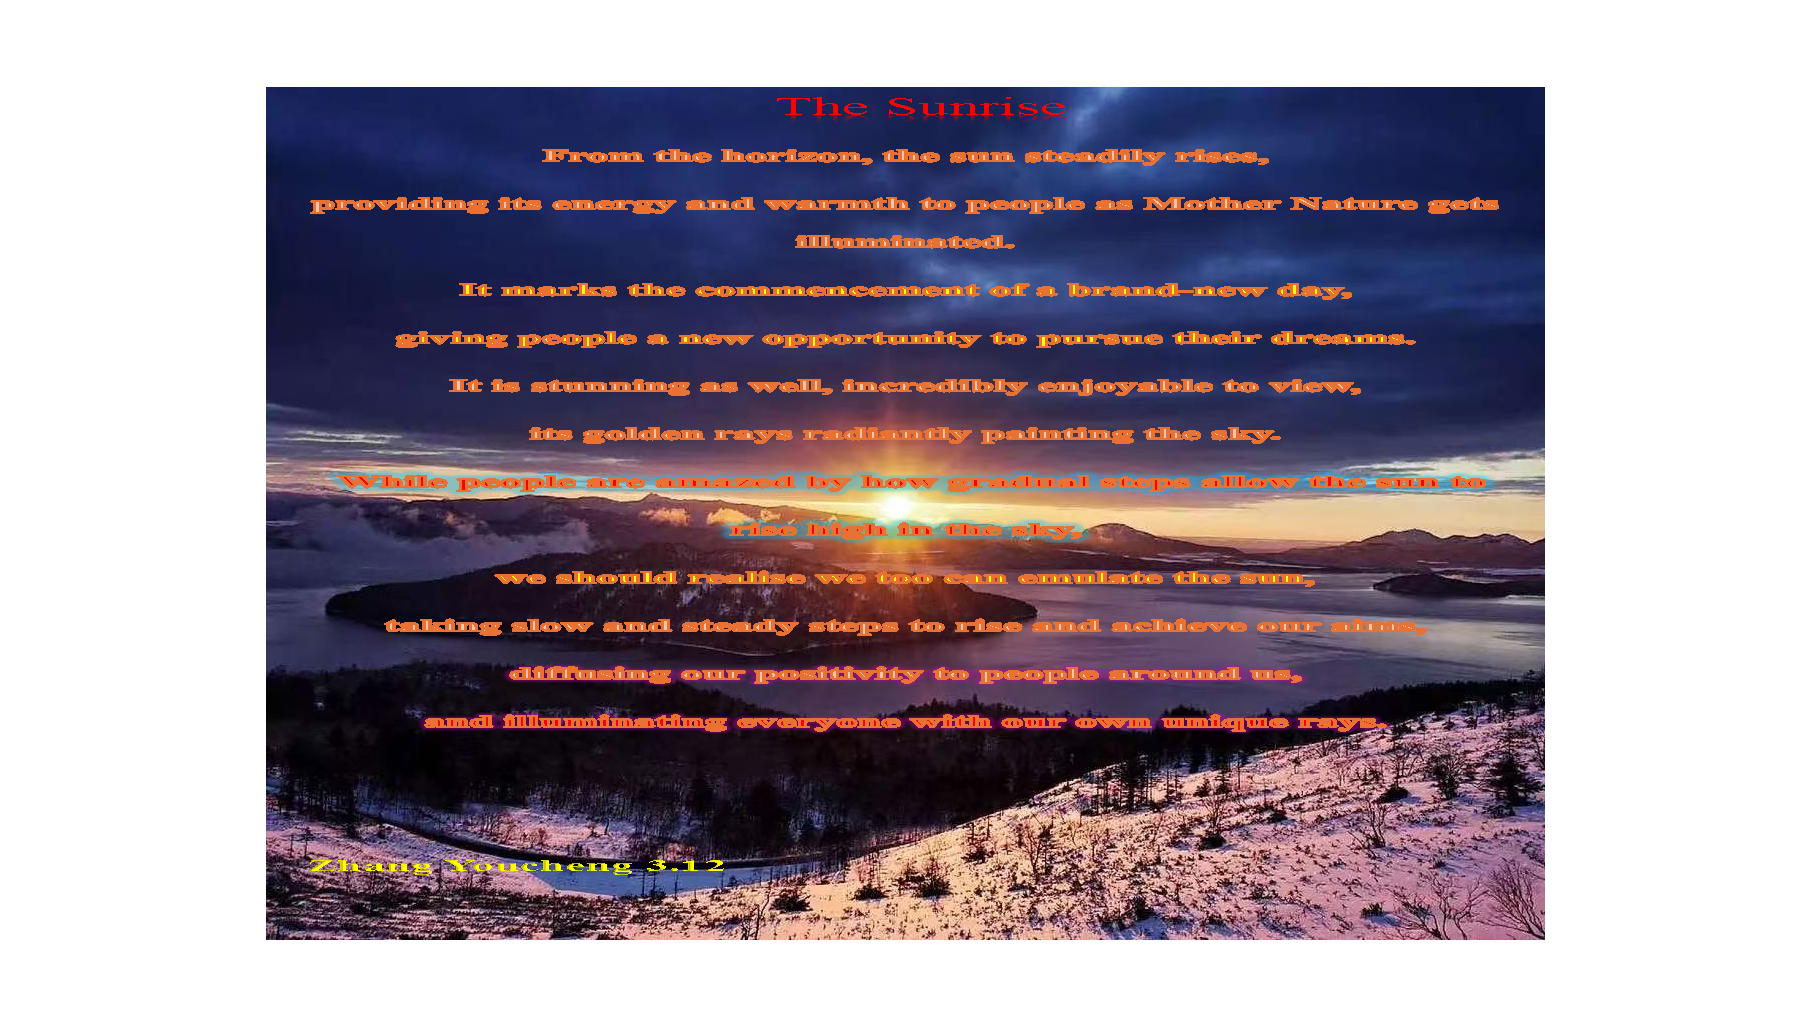 The Sunrise
From the horizon, the sun steadily rises,
providing its energy and warmth to people as Mother Nature gets
illuminated.
It marks the commencement of a brand-new day,
giving people a new opportunity to pursue their dreams.
It is stunning as well, incredibly enjoyable to view,
its golden rays radiantly painting the sky.
While people are amazed by how gradual steps allow the sun to
rise high in the sky,
we should realise we too can emulate the sun,
taking slow and steady steps to rise and achieve our aims,
diffusing our positivity to people around us,
and illuminating everyone with our own unique rays.
Zhang Youcheng 3.12